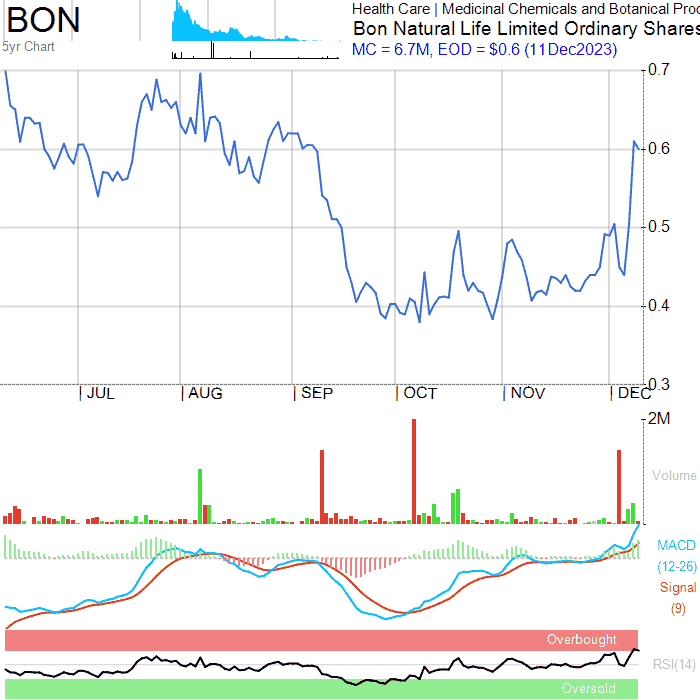 BON
5yr Chart
Health Care | Medicinal Chemicals and Botanical Proc
Bon Natural Life Limited Ordinary Shares
MC = 6.7M, EOD = $0.6 (11Dec2023)
0.7
0.6
0.5
0.4
0.3
| JUL | AUG | SEP | OCT | NOV | DEC
2M
Volume
MACD
(12-26)
Signal
(9)
Overbought
RSI(14)
Oversold